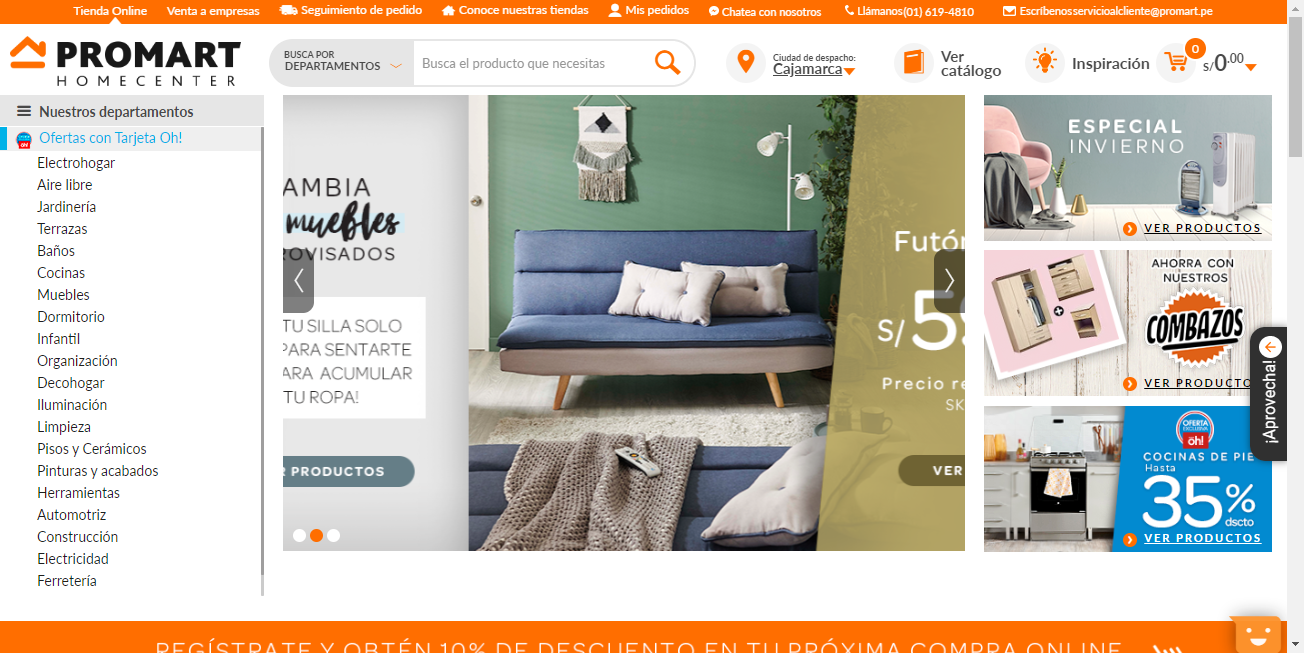 Tienda Online
Venta a empresas
Seguimiento de pedido
Conoce nuestras tiendas
Mis pedidos
Chatea con nosotros
Llámanos(01) 619-4810
Escríbenosservicioalcliente@promart.pe
PROMART
HOMECENTER
BUSCA POR
DEPARTAMENTOS
Busca el producto que necesitas
Ciudad de despacho:
Cajamarca
Ver
catálogo
Inspiración
0
S/0.00
Nuestros departamentos
Ofertas con Tarjeta Oh!
Electrohogar
Aire libre
Jardinería
Terrazas
Baños
Cocinas
Muebles
Dormitorio
Infantil
Organización
Decohogar
Iluminación
Limpieza
Pisos y Cerámicos
Pinturas y acabados
Herramientas
Automotriz
Construcción
Electricidad
Ferretería
AMBIA
muebles
ROVISADOS
TU SILLA SOLO
PARA SENTARTE
ARA ACUMULAR
TU ROPA!
R PRODUCTOS
Futón
S/ 59
Precio re
SK
VER
ESPECIAL
INVIERNO
VER PRODUCTOS
AHORRA CON
NUESTROS
COMBAZOS
VER PRODUCTO
¡Aprovecha!
OFERTA
EXCLUSIVA
oh!
COCINAS DE PIE
Hasta
35%
dscto
VER PRODUCTOS
REGÍSTRATE Y OBTÉN 10% DE DESCUENTO EN TU PRÓXIMA COMPRA ONLINE